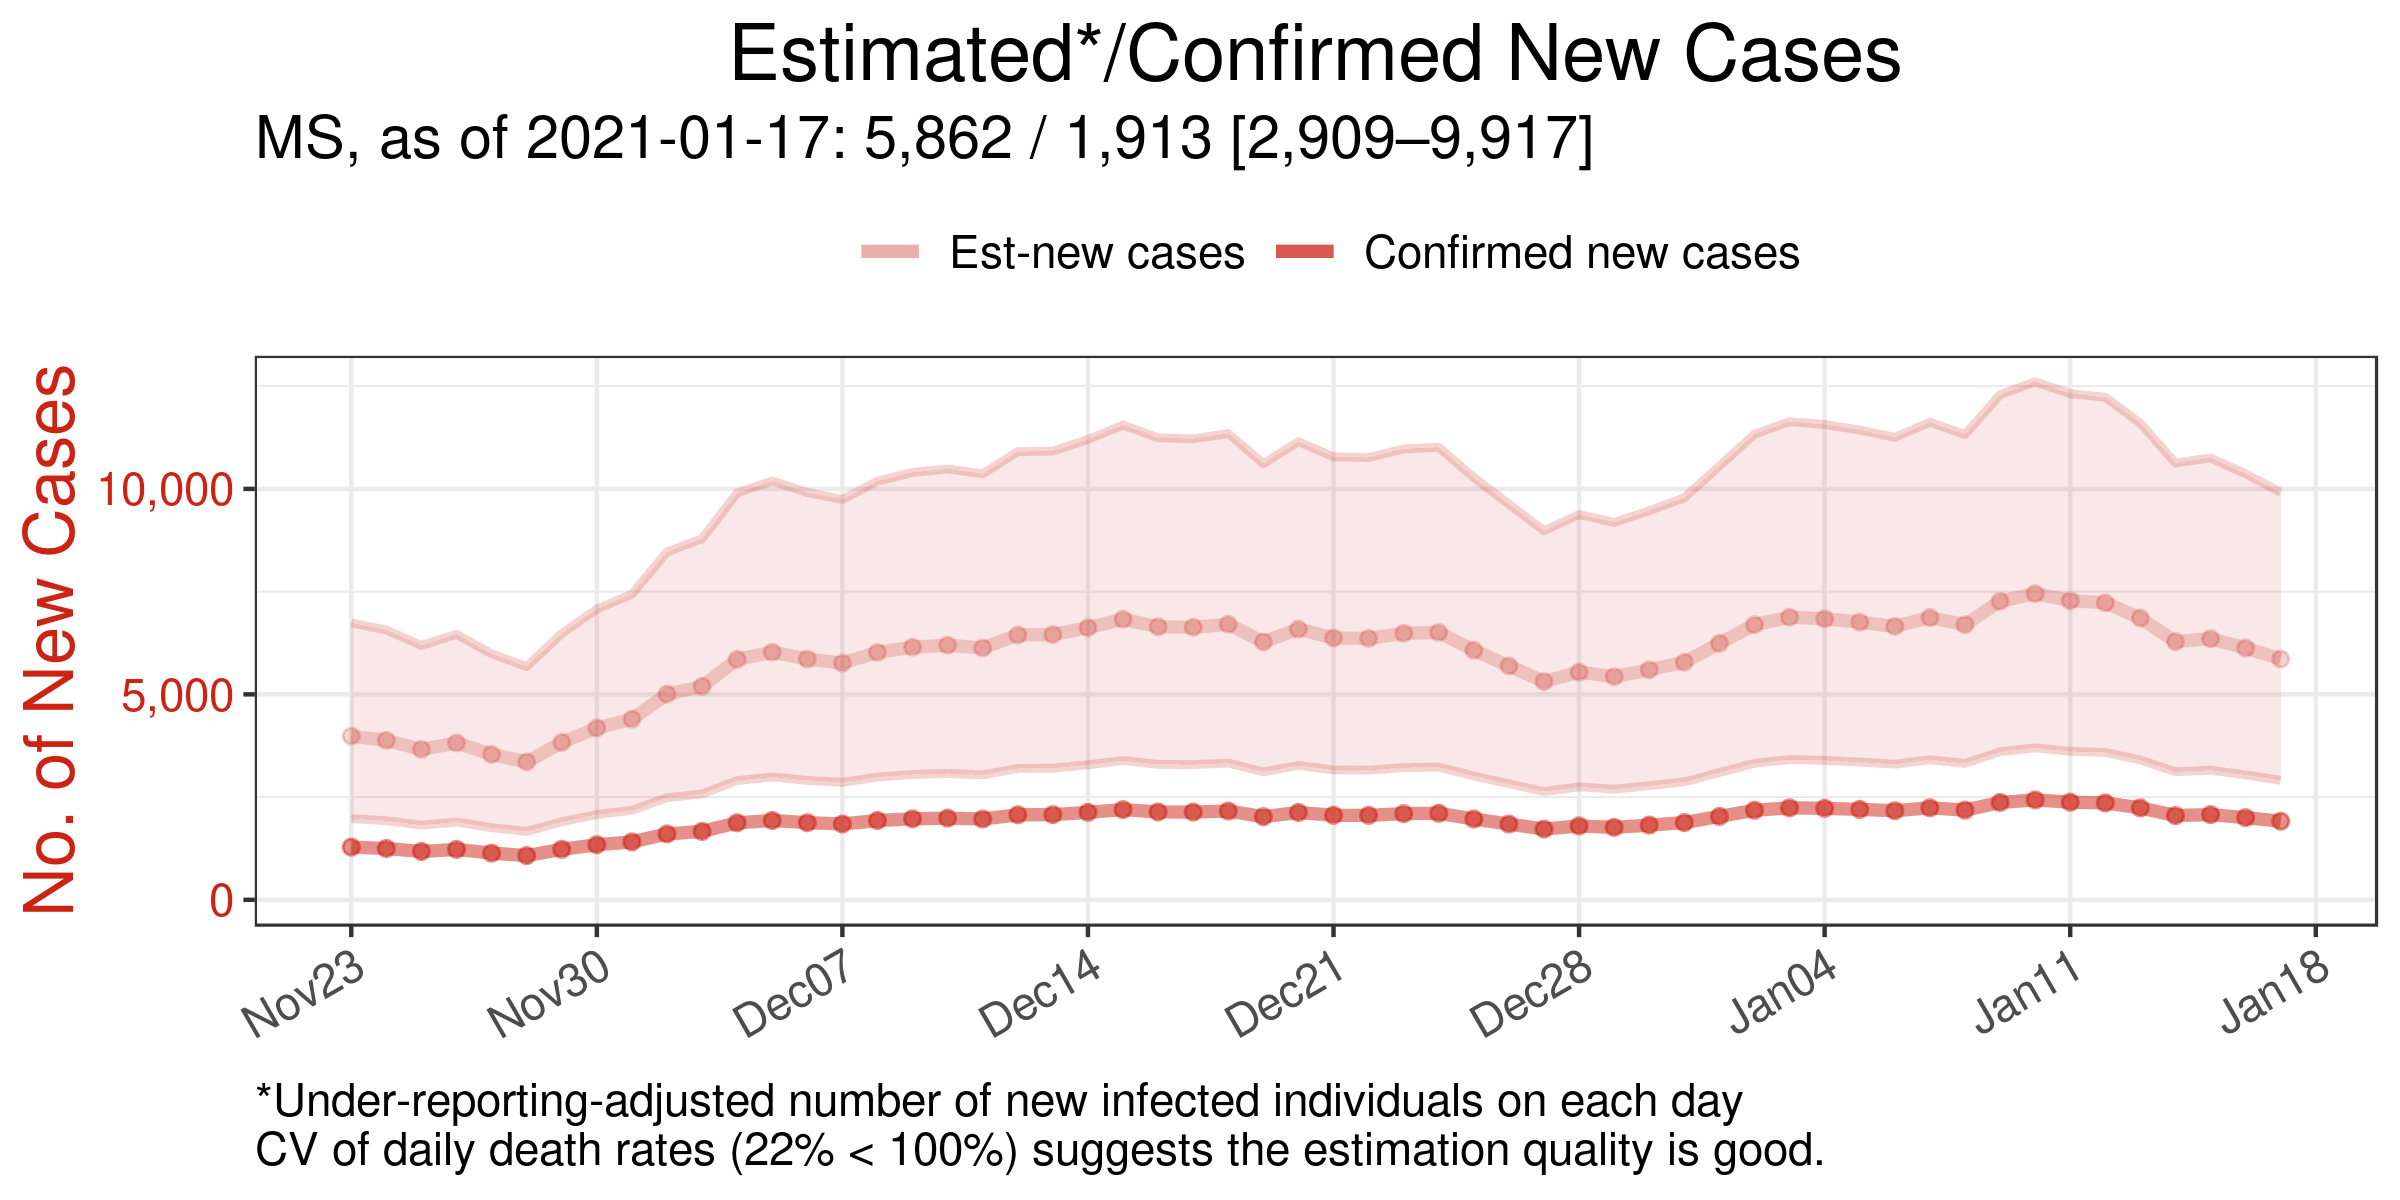 Estimated*/Confirmed New Cases
MS, as of 2021-01-17: 5,862 / 1,913 [2,909–9,917]
Est-new cases
Confirmed new cases
No. of New Cases
10,000
5,000
0
Nov23
Nov30
Dec07
Dec14
Dec21
Dec28
Jan04
Jan11
Jan18
*Under-reporting-adjusted number of new infected individuals on each day
CV of daily death rates (22% < 100%) suggests the estimation quality is good.